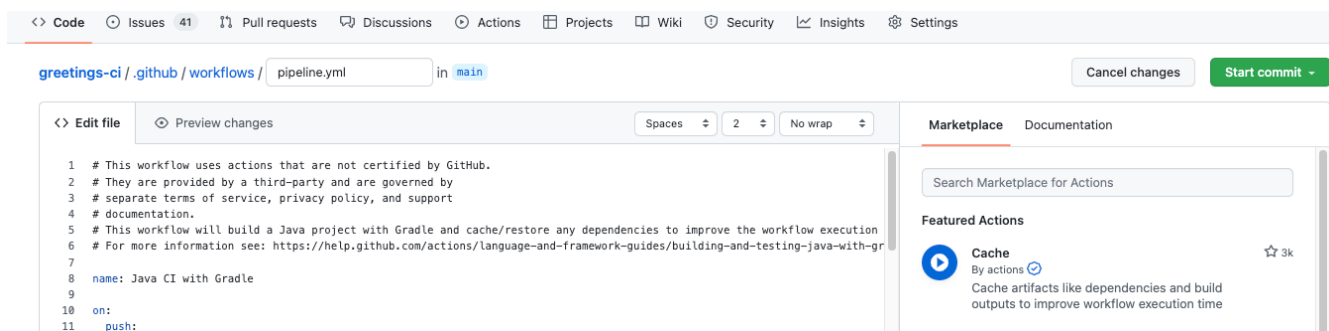 <> Code Issues 41 Pull requests Discussions Actions Projects Wiki Security Insights Settings
greetings-ci / .github / workflows / pipeline.yml in main Cancel changes Start commit
<> Edit file Preview changes Spaces 2 No wrap
1 # This workflow uses actions that are not certified by GitHub.
2 # They are provided by a third-party and are governed by
3 # separate terms of service, privacy policy, and support
4 # documentation.
5 # This workflow will build a Java project with Gradle and cache/restore any dependencies to improve the workflow execution
6 # For more information see: https://help.github.com/actions/language-and-framework-guides/building-and-testing-java-with-gr
7
8 name: Java CI with Gradle
9
10 on:
11 push:
Marketplace Documentation
Search Marketplace for Actions
Featured Actions
Cache 3k
By actions
Cache artifacts like dependencies and build
outputs to improve workflow execution time